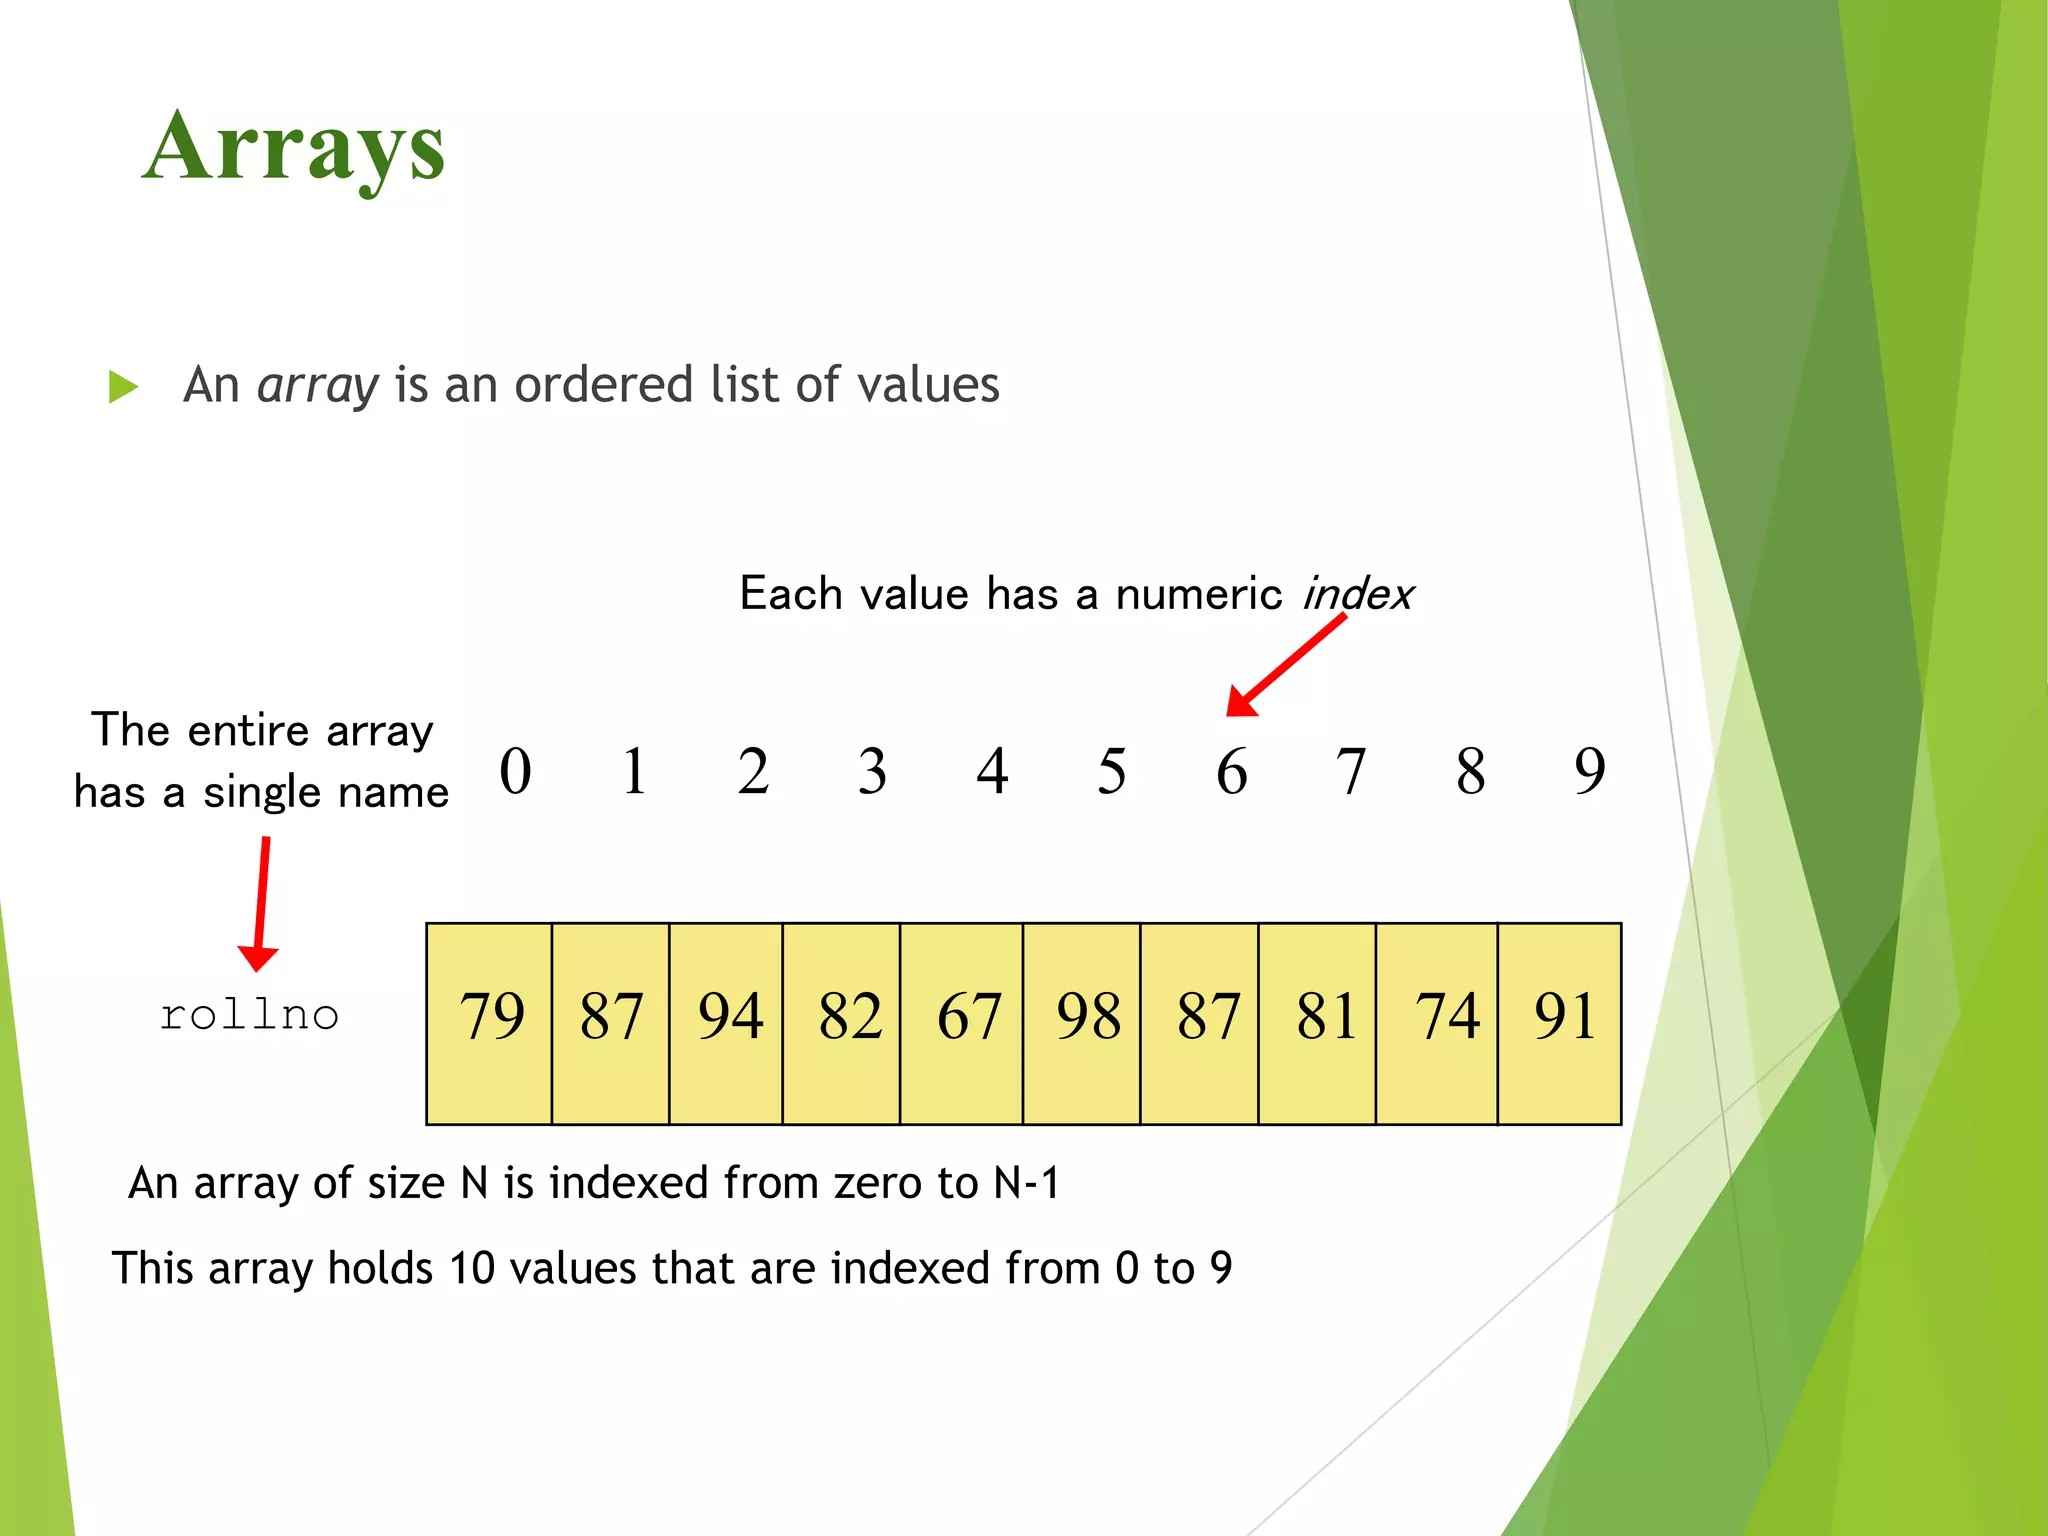 Arrays
An array is an ordered list of values
Each value has a numeric index
The entire array
has a single name
0 1 2 3 4 5 6 7 8 9
rollno
79 87 94 82 67 98 87 81 74 91
An array of size N is indexed from zero to N-1
This array holds 10 values that are indexed from 0 to 9